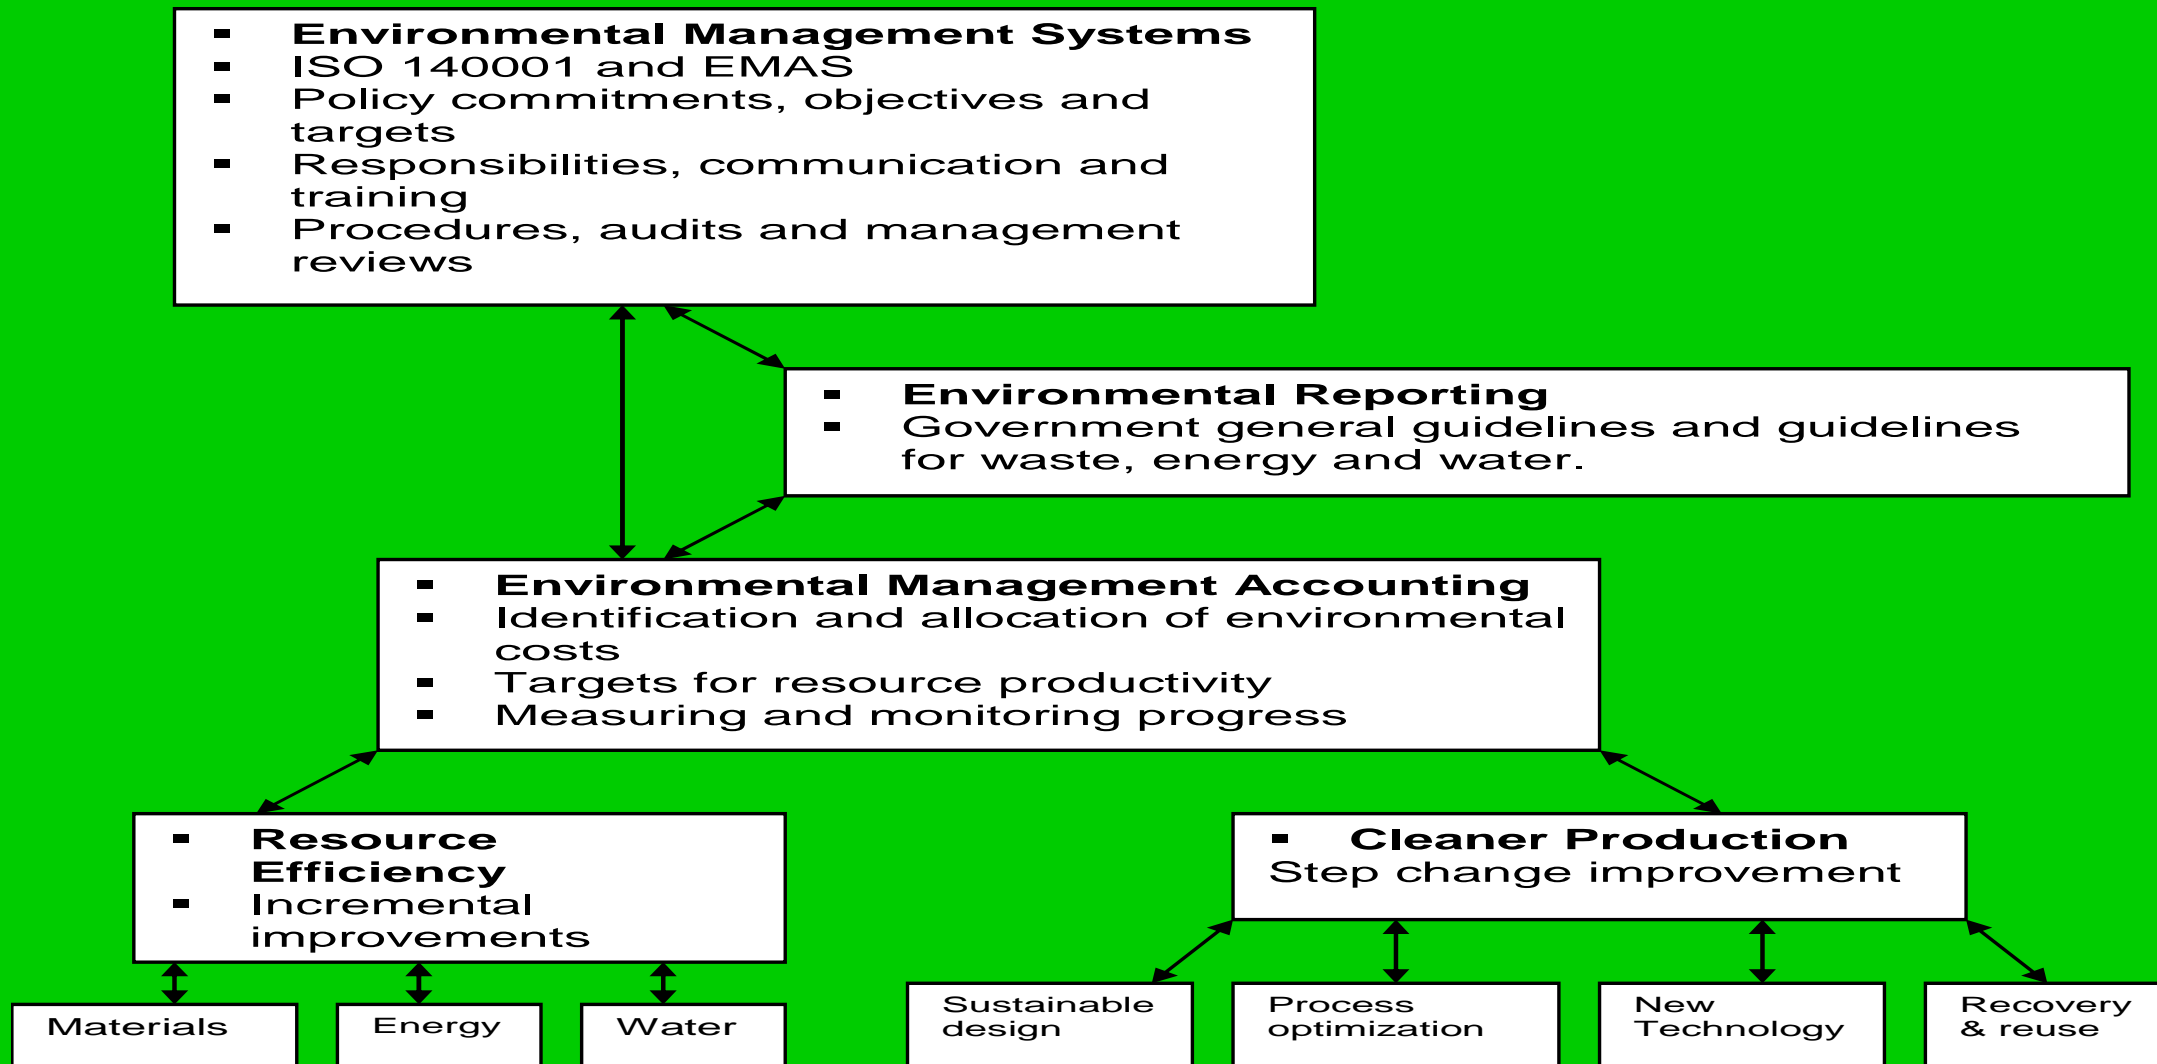 ▪ Environmental Management Systems
▪ ISO 140001 and EMAS
▪ Policy commitments, objectives and
targets
▪ Responsibilities, communication and
training
▪ Procedures, audits and management
reviews
▪ Environmental Reporting
▪ Government general guidelines and guidelines
for waste, energy and water.
▪ Environmental Management Accounting
▪ Identification and allocation of environmental
costs
▪ Targets for resource productivity
▪ Measuring and monitoring progress
▪ Resource
Efficiency
▪ Incremental
improvements
▪ Cleaner Production
Step change improvement
Materials
Energy
Water
Sustainable
design
Process
optimization
New
Technology
Recovery
& reuse